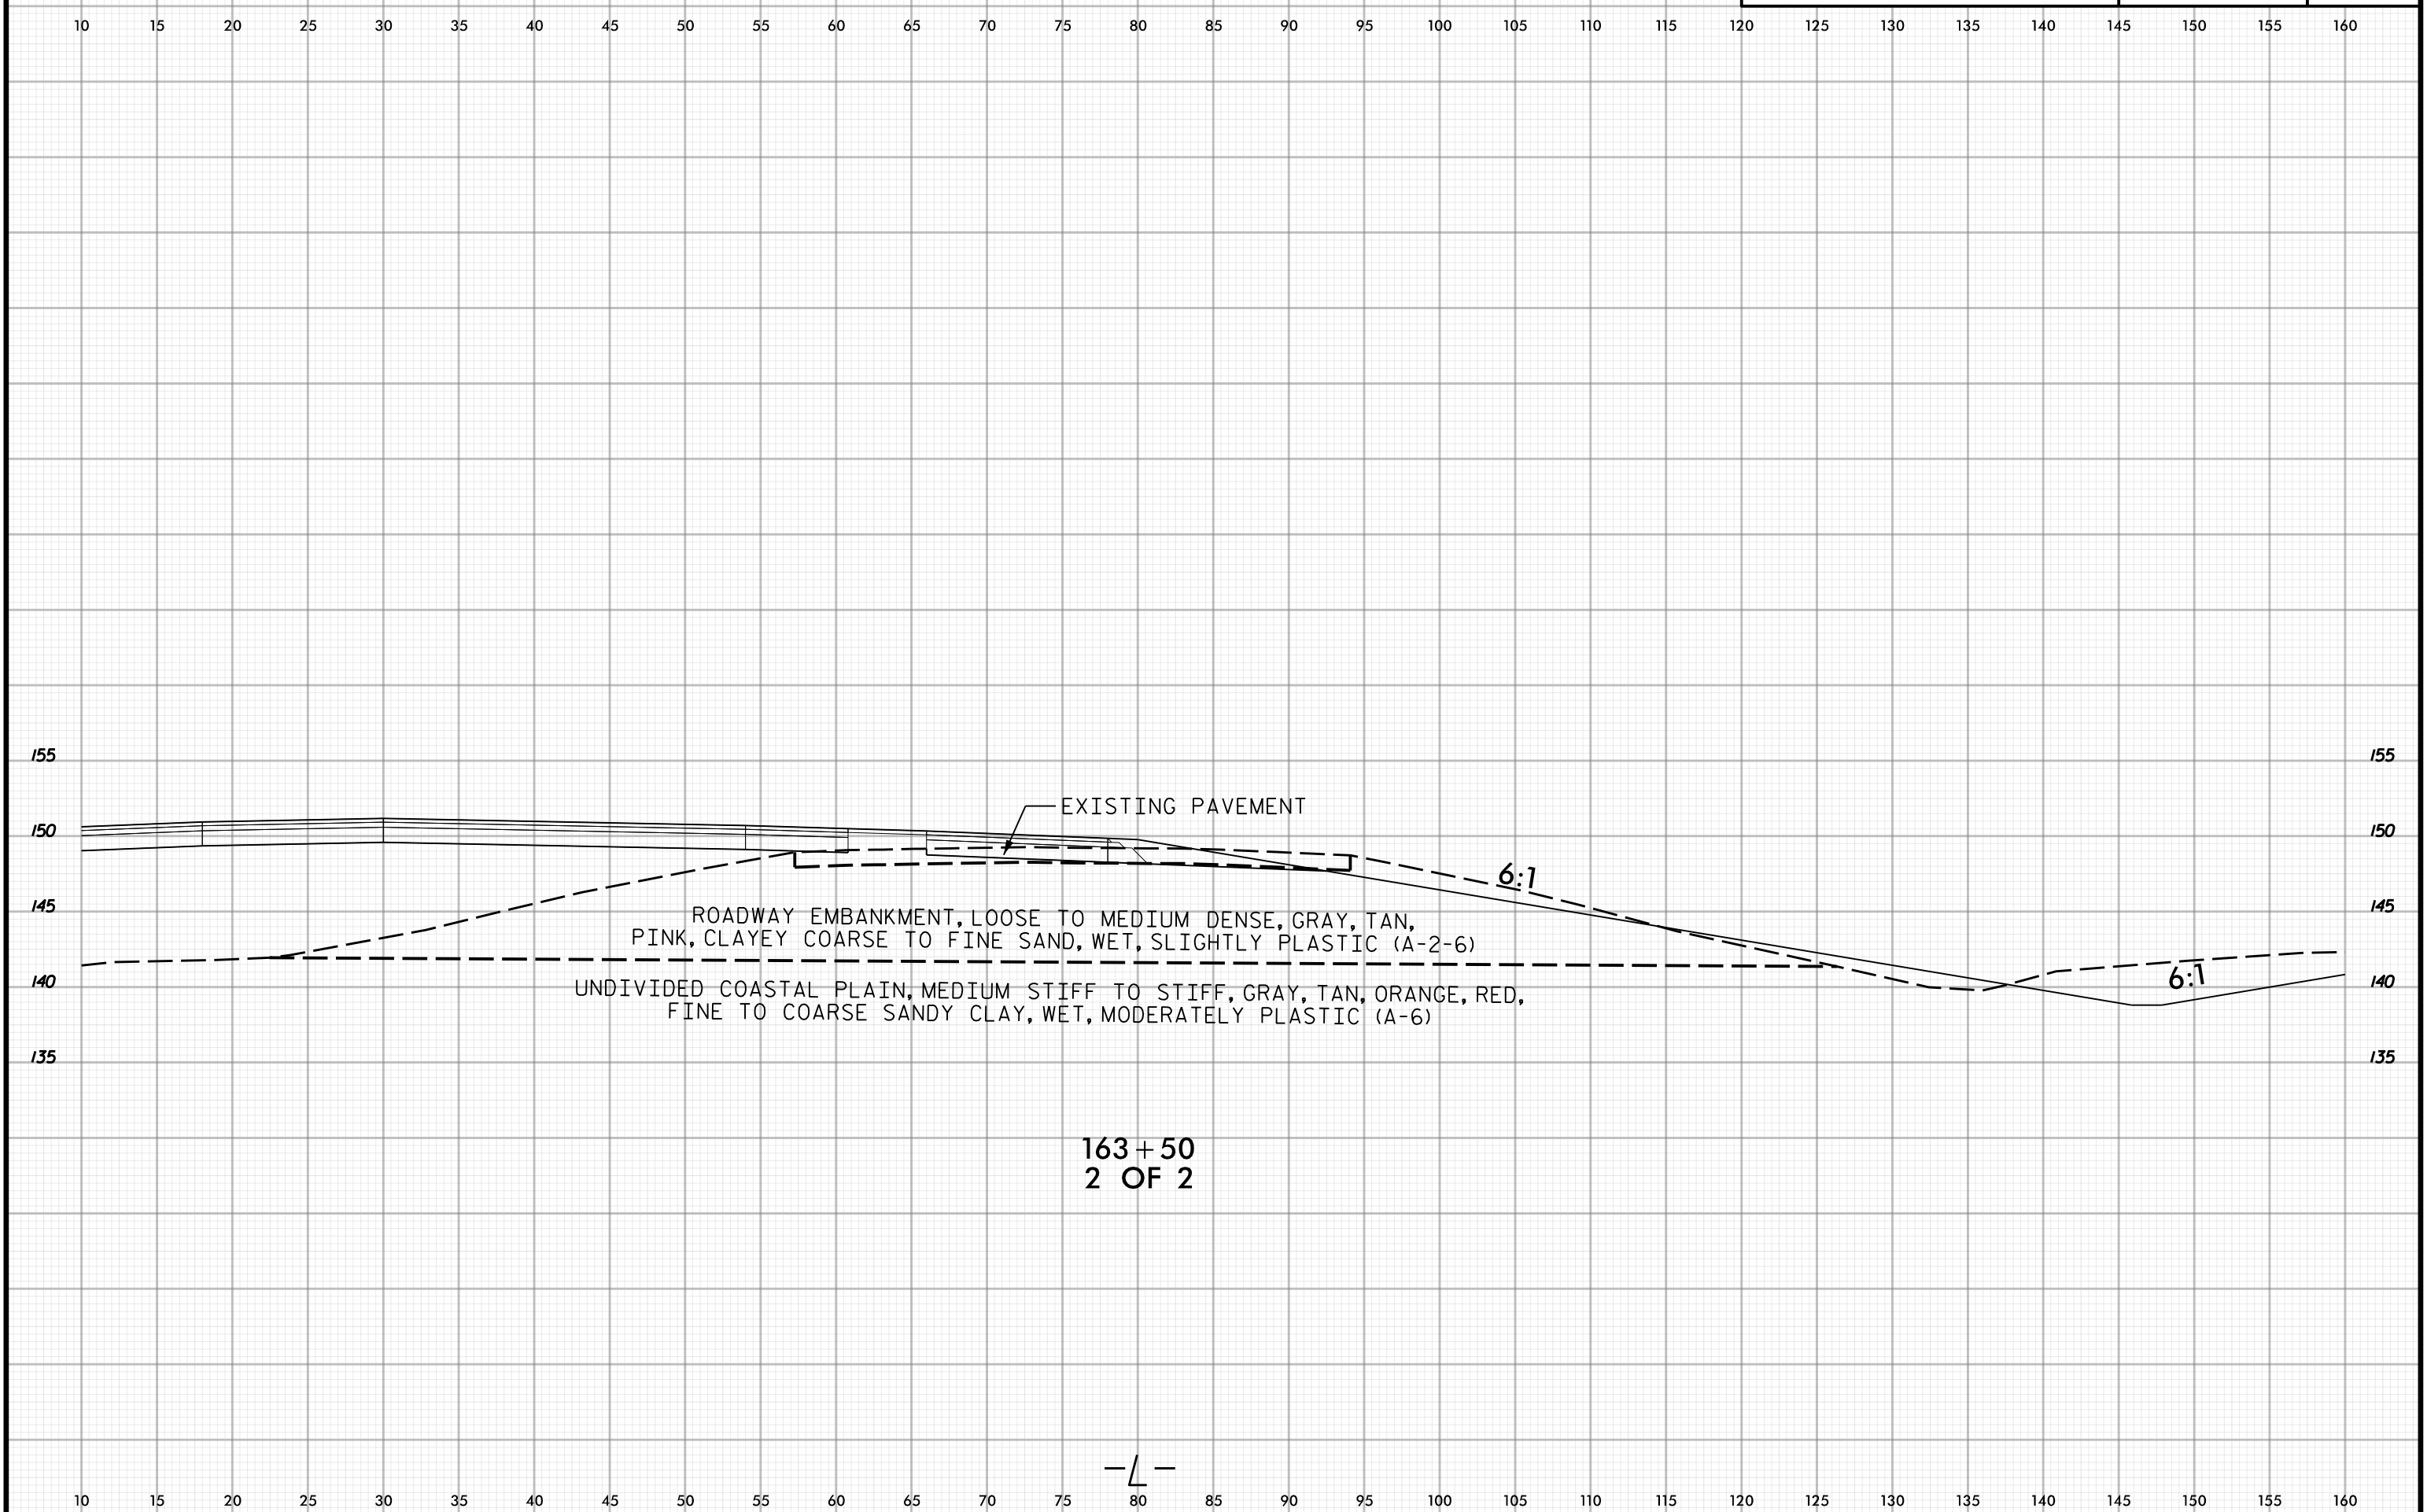 10 15 20 25 30 35 40 45 50 55 60 65 70 75 80 85 90 95 100 105 110 115 120 125 130 135 140 145 150 155 160
155 155
EXISTING PAVEMENT
150 150
6:1
145 145
ROADWAY EMBANKMENT, LOOSE TO MEDIUM DENSE, GRAY, TAN,
PINK, CLAYEY COARSE TO FINE SAND, WET, SLIGHTLY PLASTIC (A-2-6)
6:1
140 140
UNDIVIDED COASTAL PLAIN, MEDIUM STIFF TO STIFF, GRAY, TAN, ORANGE, RED,
FINE TO COARSE SANDY CLAY, WET, MODERATELY PLASTIC (A-6)
135 135
163+50
2 OF 2
-L-
10 15 20 25 30 35 40 45 50 55 60 65 70 75 80 85 90 95 100 105 110 115 120 125 130 135 140 145 150 155 160